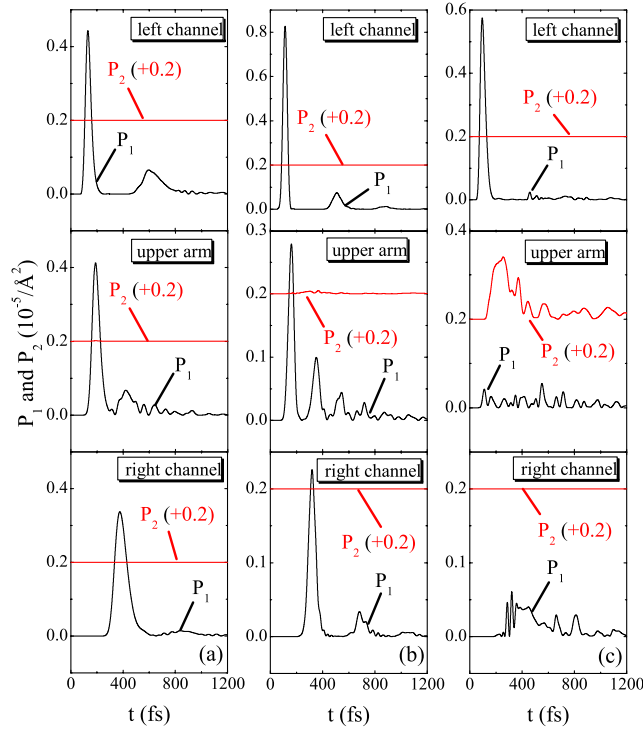 P1 and P2 (10-5/Å2)
left channel
0.4
0.2
0.0
P2 (+0.2)
P1
left channel
0.8
0.6
0.4
0.2
0.0
P2 (+0.2)
P1
left channel
0.6
0.4
0.2
0.0
P2 (+0.2)
P1
upper arm
0.4
0.2
0.0
P2 (+0.2)
P1
upper arm
0.3
0.2
0.1
0.0
P2 (+0.2)
P1
upper arm
0.2
0.0
P2 (+0.2)
P1
right channel
0.4
0.2
0.0
P2 (+0.2)
P1
(a)
right channel
0.2
0.1
0.0
P2 (+0.2)
P1
(b)
right channel
0.2
0.1
0.0
P2 (+0.2)
P1
(c)
0 400 800 1200
0 400 800 1200
0 400 800 1200
t (fs)
t (fs)
t (fs)